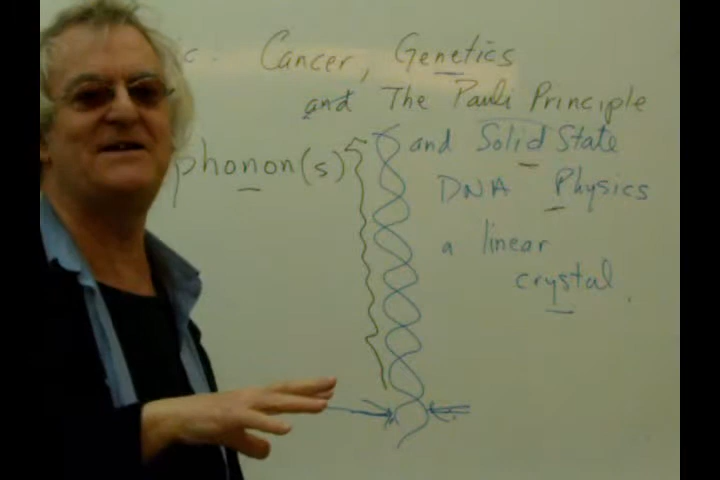 c. Cancer, Genetics
and The Pauli Principle
and Solid State
phonon(s)
DNA Physics
a linear
crystal.